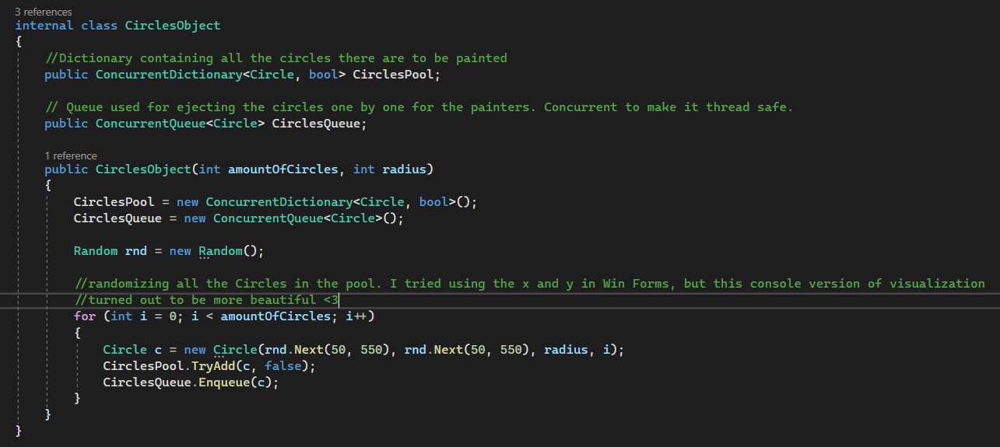 3 references
internal class CirclesObject
{
//Dictionary containing all the circles there are to be painted
public ConcurrentDictionary<Circle, bool> CirclesPool;
// Queue used for ejecting the circles one by one for the painters. Concurrent to make it thread safe.
public ConcurrentQueue<Circle> CirclesQueue;
1 reference
public CirclesObject(int amountOfCircles, int radius)
{
CirclesPool = new ConcurrentDictionary<Circle, bool>();
CirclesQueue = new ConcurrentQueue<Circle>();
Random rnd = new Random();
//randomizing all the Circles in the pool. I tried using the x and y in Win Forms, but this console version of visualization
//turned out to be more beautiful <3
for (int i = 0; i < amountOfCircles; i++)
{
Circle c = new Circle(rnd.Next(50, 550), rnd.Next(50, 550), radius, i);
CirclesPool.TryAdd(c, false);
CirclesQueue.Enqueue(c);
}
}
}